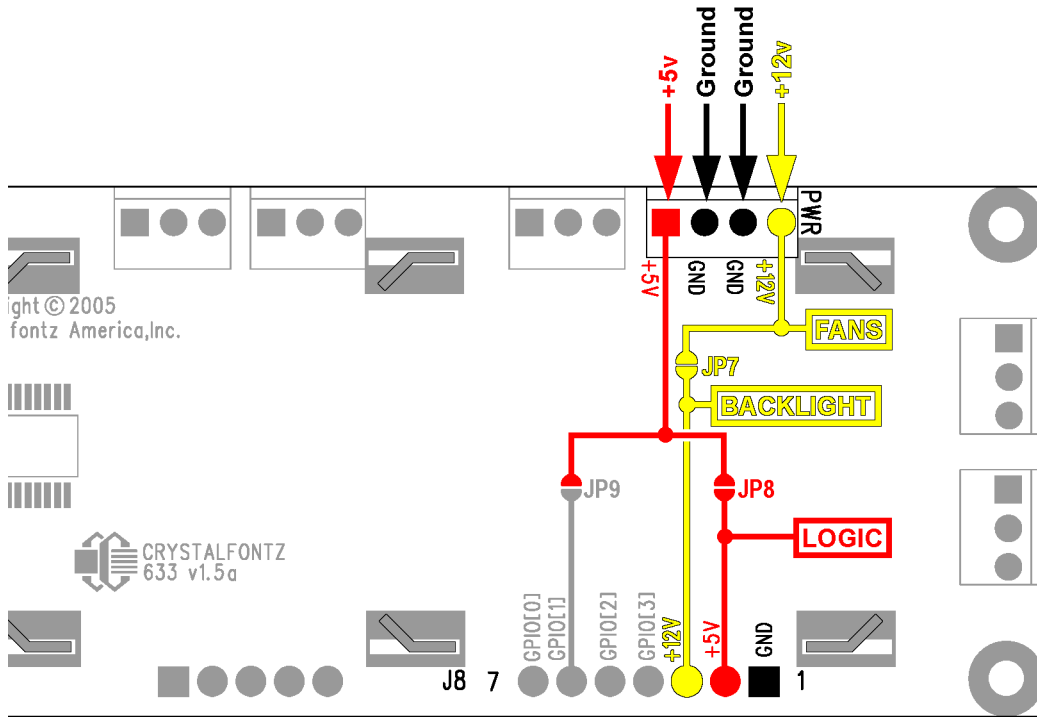 +5v
Ground
Ground
+12v
PWR
+5V
GND
GND
+12V
ight © 2005
fontz America,Inc.
FANS
JP7
BACKLIGHT
JP9
JP8
LOGIC
CRYSTALFONTZ
633 v1.5a
GPIO[0]
GPIO[1]
GPIO[2]
GPIO[3]
+12V
+5V
GND
J8 7
1